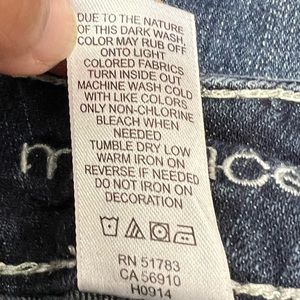 DUE TO THE NATURE
OF THIS DARK WASH
COLOR MAY RUB OFF
ONTO LIGHT
COLORED FABRICS
TURN INSIDE OUT
MACHINE WASH COLD
WITH LIKE COLORS
ONLY NON-CHLORINE
BLEACH WHEN
NEEDED
TUMBLE DRY LOW
WARM IRON ON
REVERSE IF NEEDED
DO NOT IRON ON
DECORATION
RN 51783
CA 56910
H0914